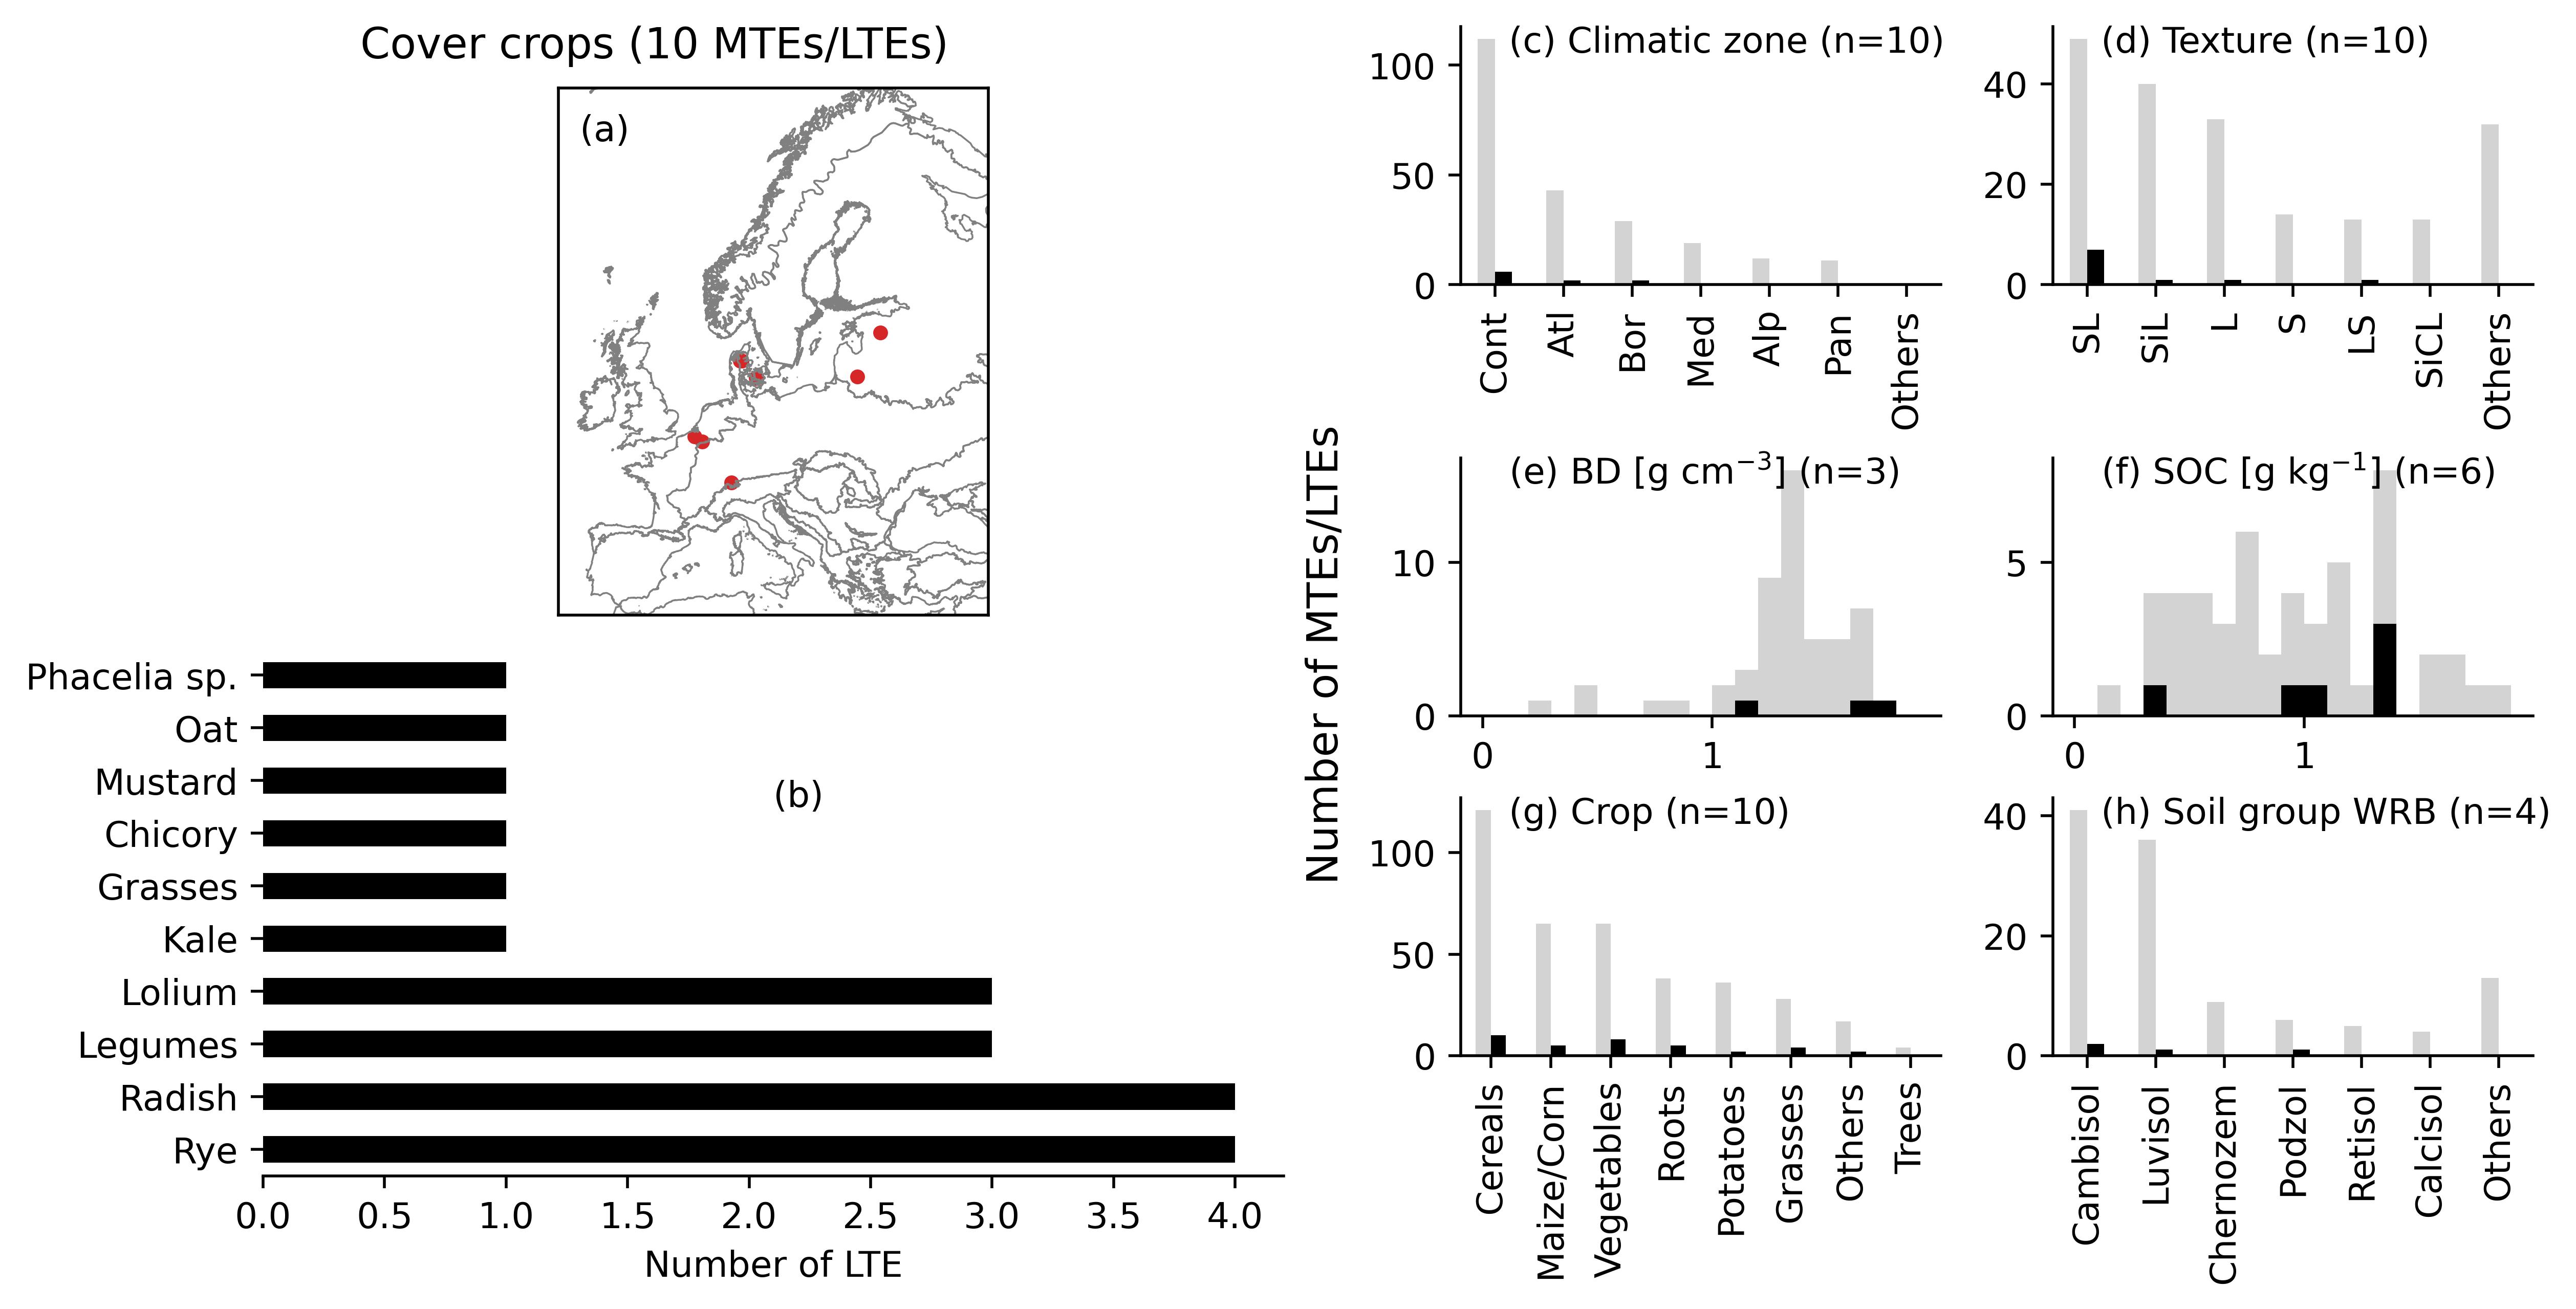 Cover crops (10 MTEs/LTEs)
(a)
Phacelia sp.
Oat
Mustard
Chicory
Grasses
Kale
Lolium
Legumes
Radish
Rye
(b)
0.0 0.5 1.0 1.5 2.0 2.5 3.0 3.5 4.0
Number of LTE
Number of MTEs/LTEs
(c) Climatic zone (n=10)
100
50
0
Cont Atl Bor Med Alp Pan Others
(d) Texture (n=10)
40
20
0
SL SiL L S LS SiCL Others
(e) BD [g cm⁻³] (n=3)
10
0
0 1
(f) SOC [g kg⁻¹] (n=6)
5
0
0 1
(g) Crop (n=10)
100
50
0
Cereals Maize/Corn Vegetables Roots Potatoes Grasses Others Trees
(h) Soil group WRB (n=4)
40
20
0
Cambisol Luvisol Chernozem Podzol Retisol Calcisol Others